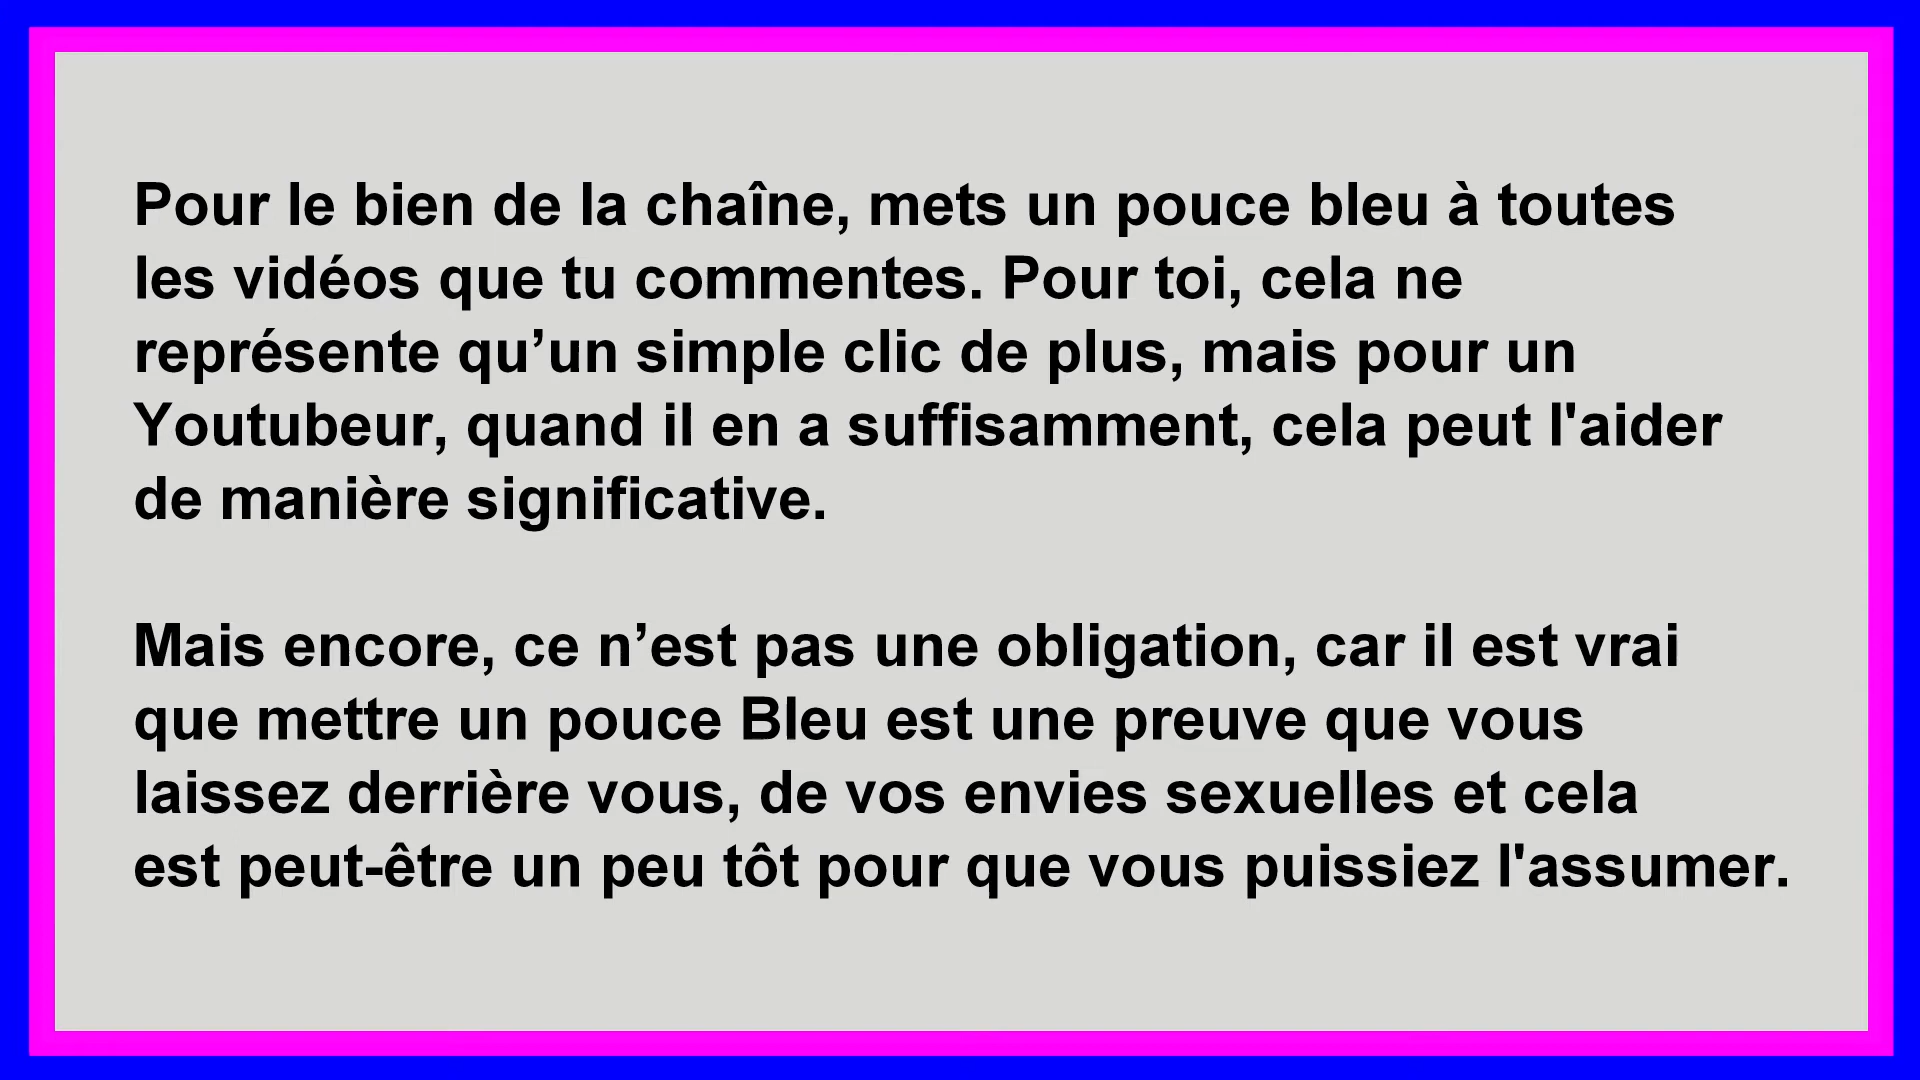 Pour le bien de la chaîne, mets un pouce bleu à toutes
les vidéos que tu commentes. Pour toi, cela ne
représente qu’un simple clic de plus, mais pour un
Youtubeur, quand il en a suffisamment, cela peut l'aider
de manière significative.
Mais encore, ce n’est pas une obligation, car il est vrai
que mettre un pouce Bleu est une preuve que vous
laissez derrière vous, de vos envies sexuelles et cela
est peut-être un peu tôt pour que vous puissiez l'assumer.